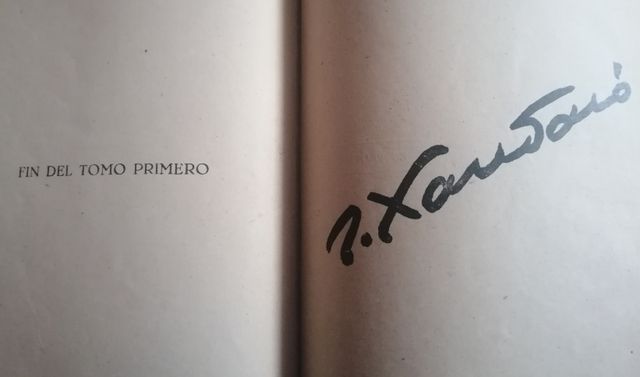 FIN DEL TOMO PRIMERO
J. Xaudaró